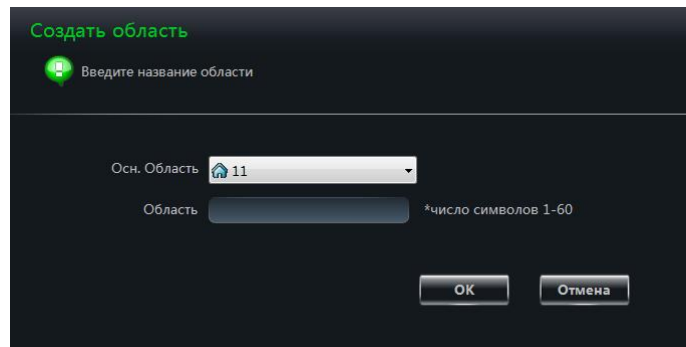 Создать область
Введите название области
Осн. Область 11
Область *число символов 1-60
OK Отмена